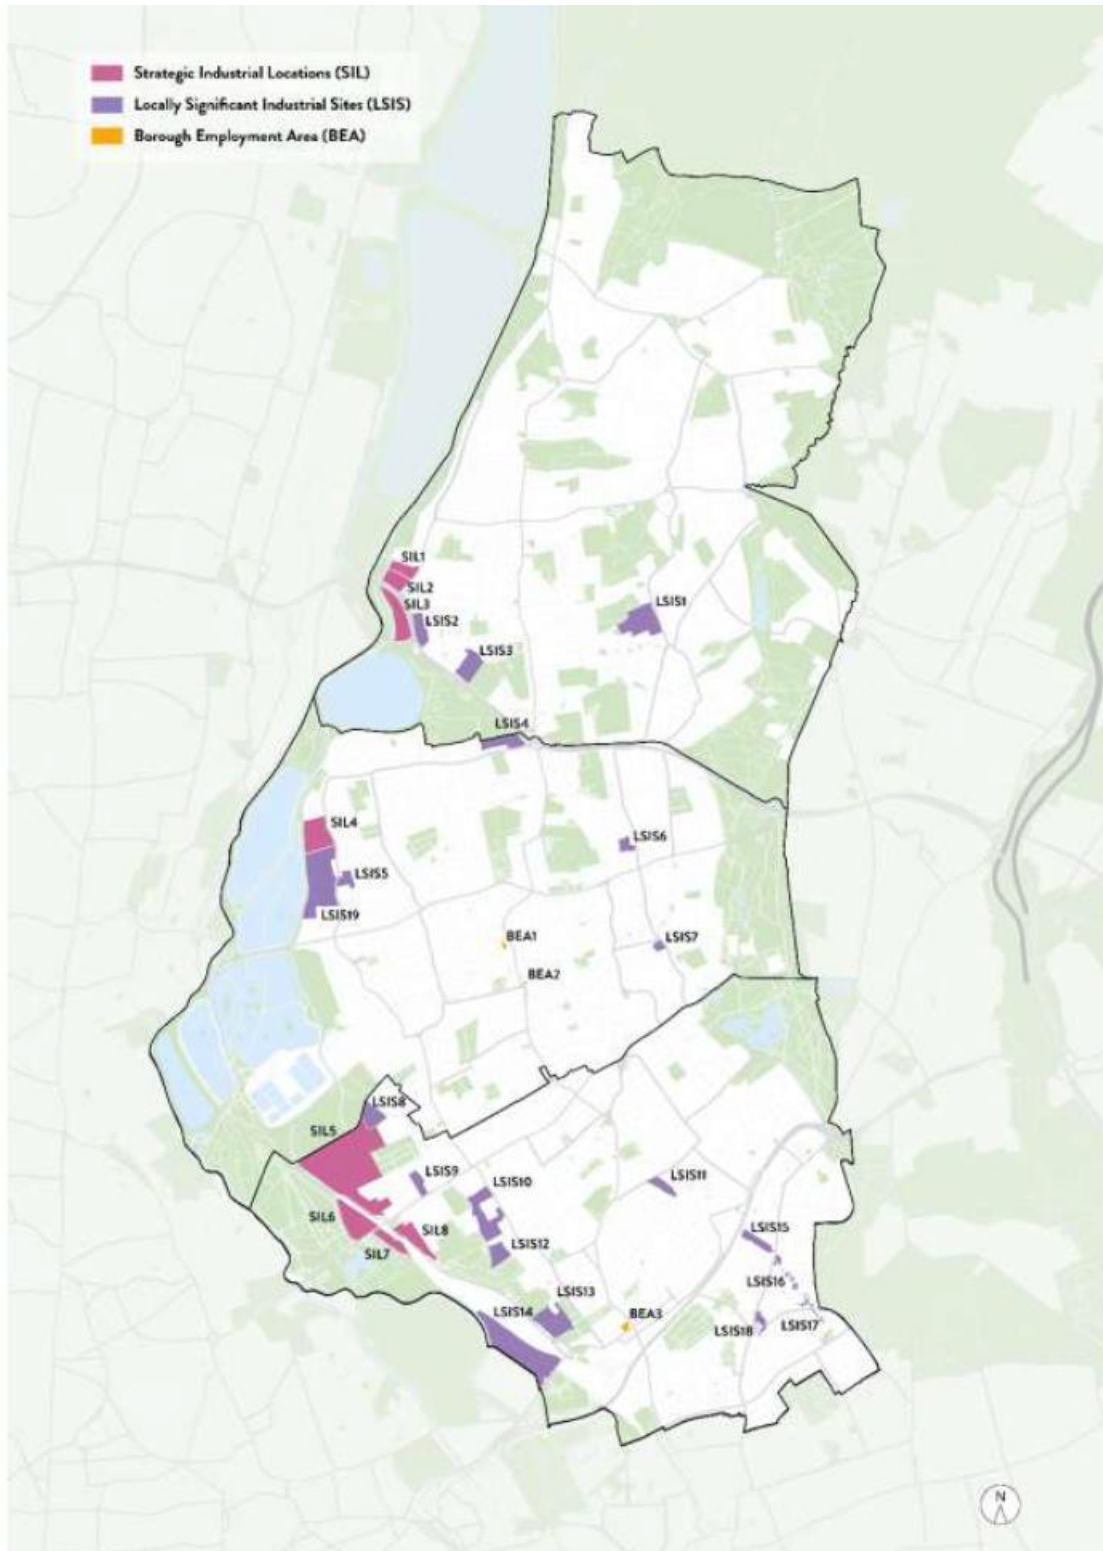 Strategic Industrial Locations (SIL)
Locally Significant Industrial Sites (LSIS)
Borough Employment Area (BEA)
SIL1
SIL2
SIL3
LSIS2
LSIS1
LSIS3
LSIS4
SIL4
LSIS6
LSIS5
LSIS19
BEA1
LSIS7
BEA2
LSIS8
SIL5
LSIS9
LSIS10
LSIS11
SIL6
SIL8
SIL7
LSIS12
LSIS15
LSIS16
LSIS13
LSIS14
BEA3
LSIS18
LSIS17
N